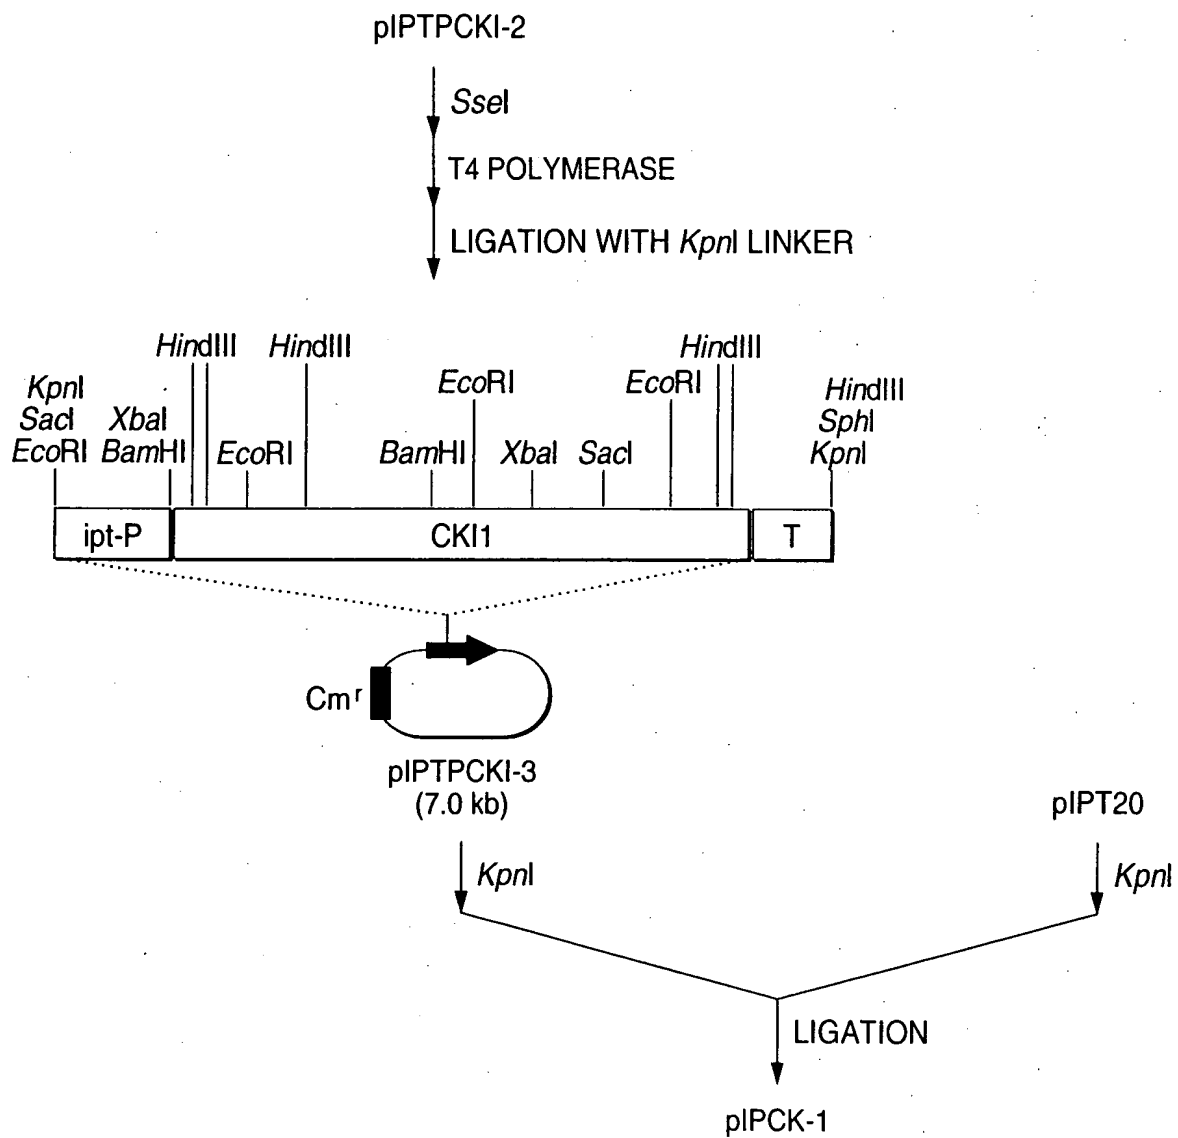 pIPTPCKI-2
SseI
T4 POLYMERASE
LIGATION WITH KpnI LINKER
HindIII HindIII HindIII
KpnI EcoRI EcoRI HindIII
SacI XbaI SphI
EcoRI BamHI EcoRI BamHI XbaI SacI KpnI
ipt-P CKI1 T
Cm r
pIPTPCKI-3
(7.0 kb)
pIPT20
KpnI KpnI
LIGATION
pIPCK-1